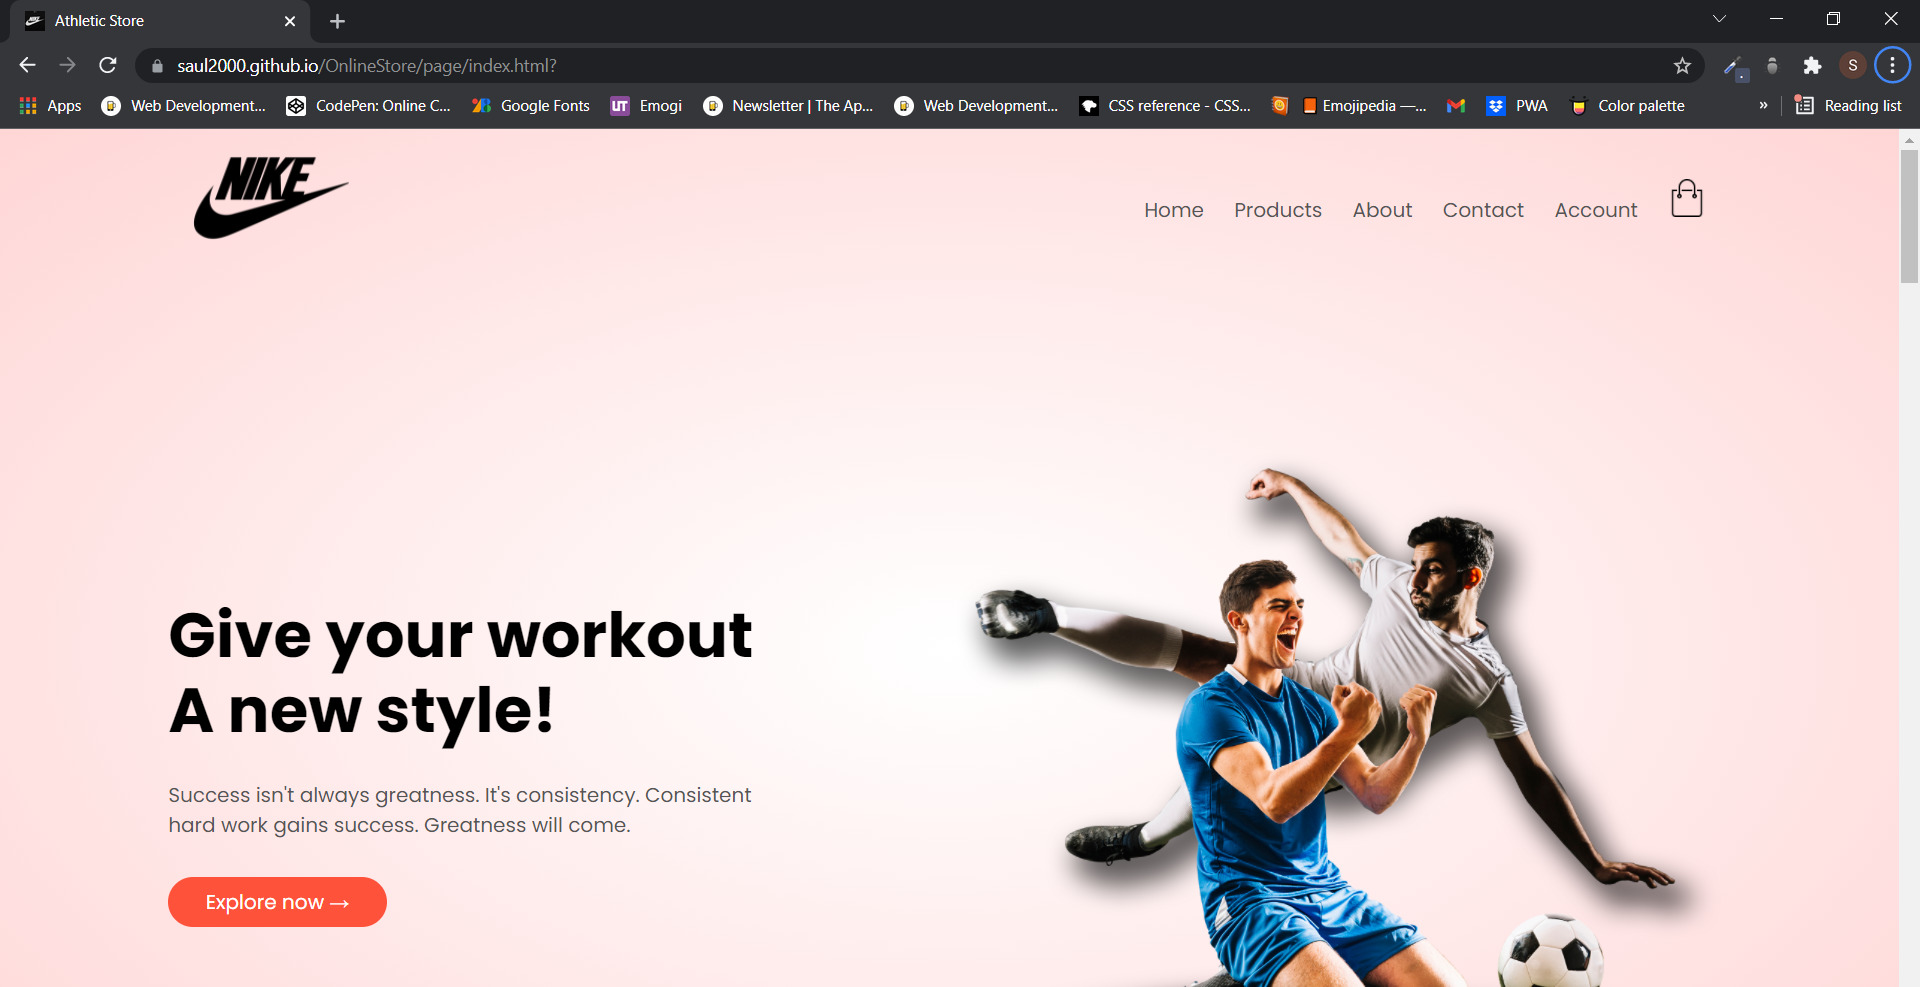 Athletic Store
saul2000.github.io/OnlineStore/page/index.html?
S
Apps
Web Development...
CodePen: Online C...
Google Fonts
UT
Emogi
Newsletter | The Ap...
Web Development...
CSS reference - CSS...
Emojipedia —...
PWA
Color palette
»
Reading list
NIKE
Home Products About Contact Account
Give your workout
A new style!
Success isn't always greatness. It's consistency. Consistent
hard work gains success. Greatness will come.
Explore now →